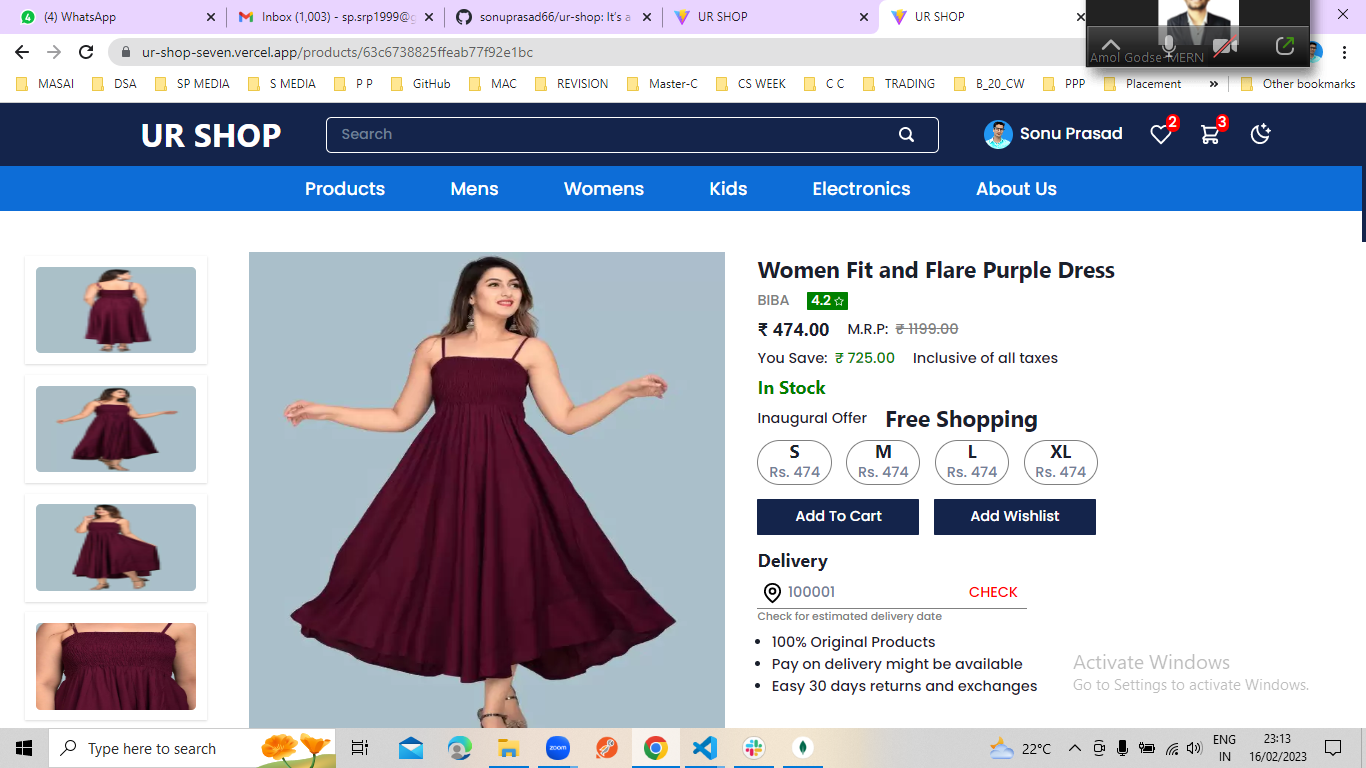 (4) WhatsApp
Inbox (1,003) - sp.srp1999@g
sonuprasad66/ur-shop: It's a
UR SHOP
UR SHOP
ur-shop-seven.vercel.app/products/63c6738825ffeab77f92e1bc
Amol Godse-MERN
MASAI DSA SP MEDIA S MEDIA P P GitHub MAC REVISION Master-C CS WEEK C C TRADING B_20_CW PPP Placement » Other bookmarks
UR SHOP
Search
Sonu Prasad
2
3
Products Mens Womens Kids Electronics About Us
Women Fit and Flare Purple Dress
BIBA 4.2
₹ 474.00 M.R.P: ₹ 1199.00
You Save: ₹ 725.00 Inclusive of all taxes
In Stock
Inaugural Offer Free Shopping
S M L XL
Rs. 474 Rs. 474 Rs. 474 Rs. 474
Add To Cart Add Wishlist
Delivery
100001 CHECK
Check for estimated delivery date
• 100% Original Products
• Pay on delivery might be available
• Easy 30 days returns and exchanges
Activate Windows
Go to Settings to activate Windows.
Type here to search
zoom
22°C
ENG
IN
23:13
16/02/2023